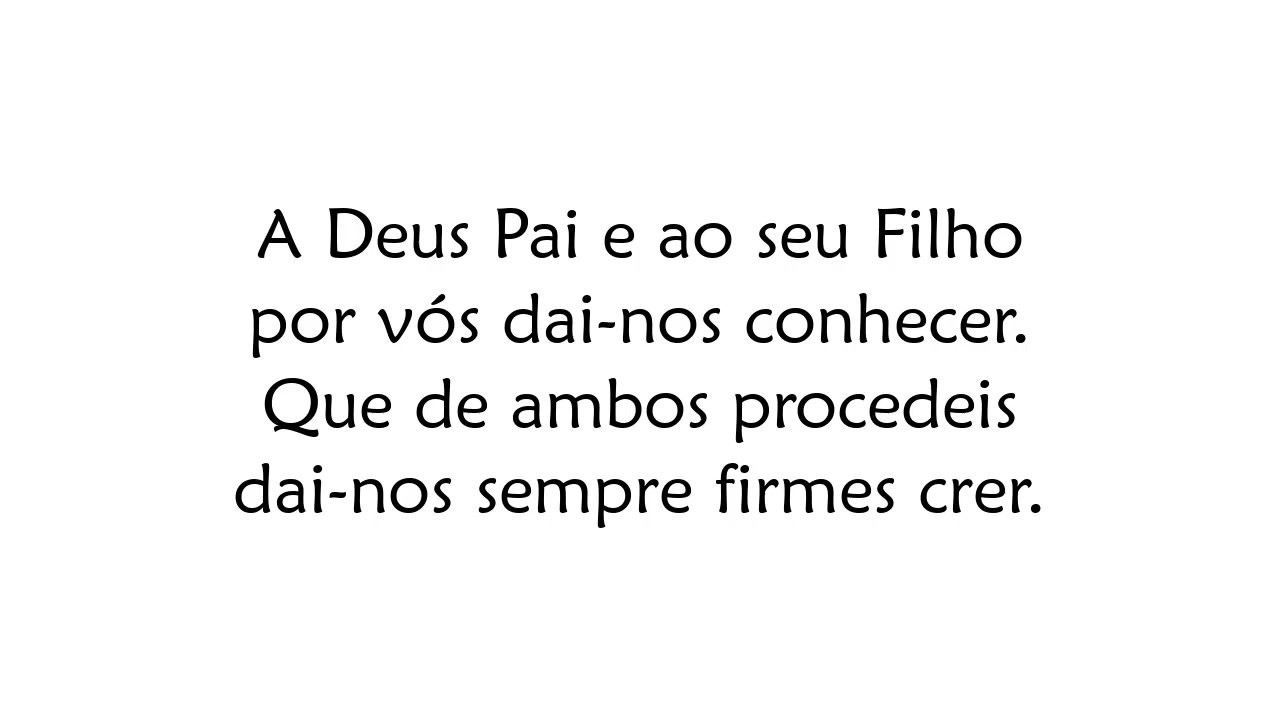 A Deus Pai e ao seu Filho
por vós dai-nos conhecer.
Que de ambos procedeis
dai-nos sempre firmes crer.